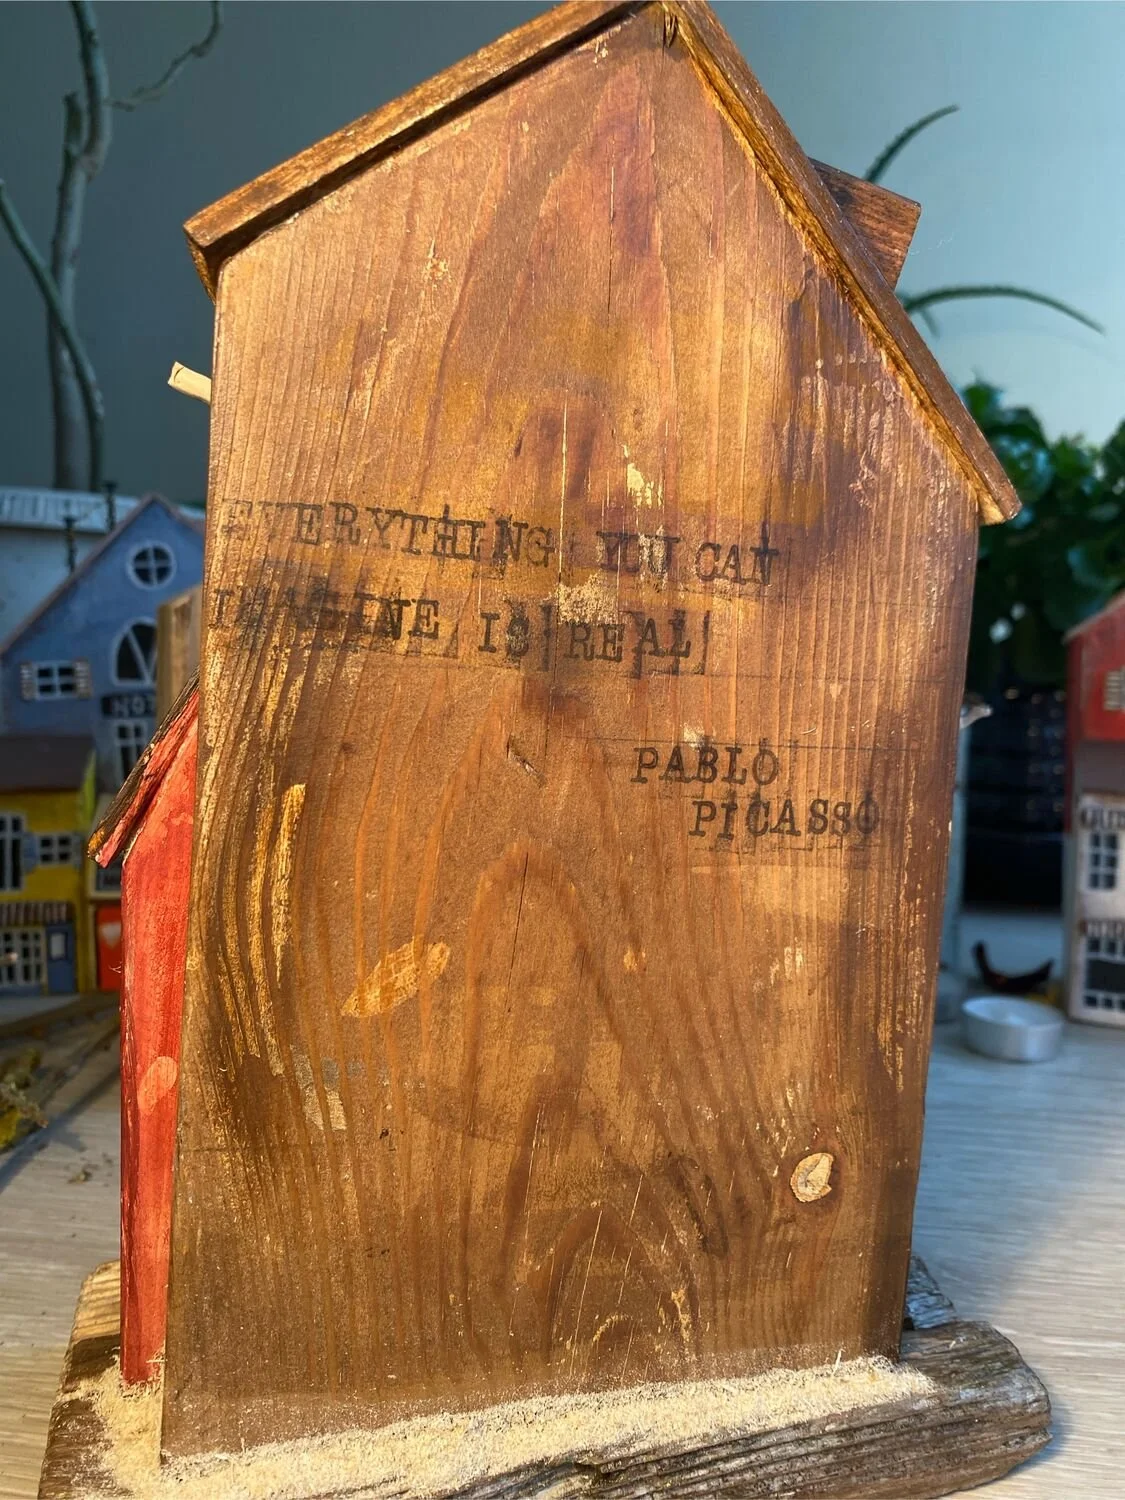 EVERYTHING YOU CAN
IMAGINE IS REAL
PABLO
PICASSO